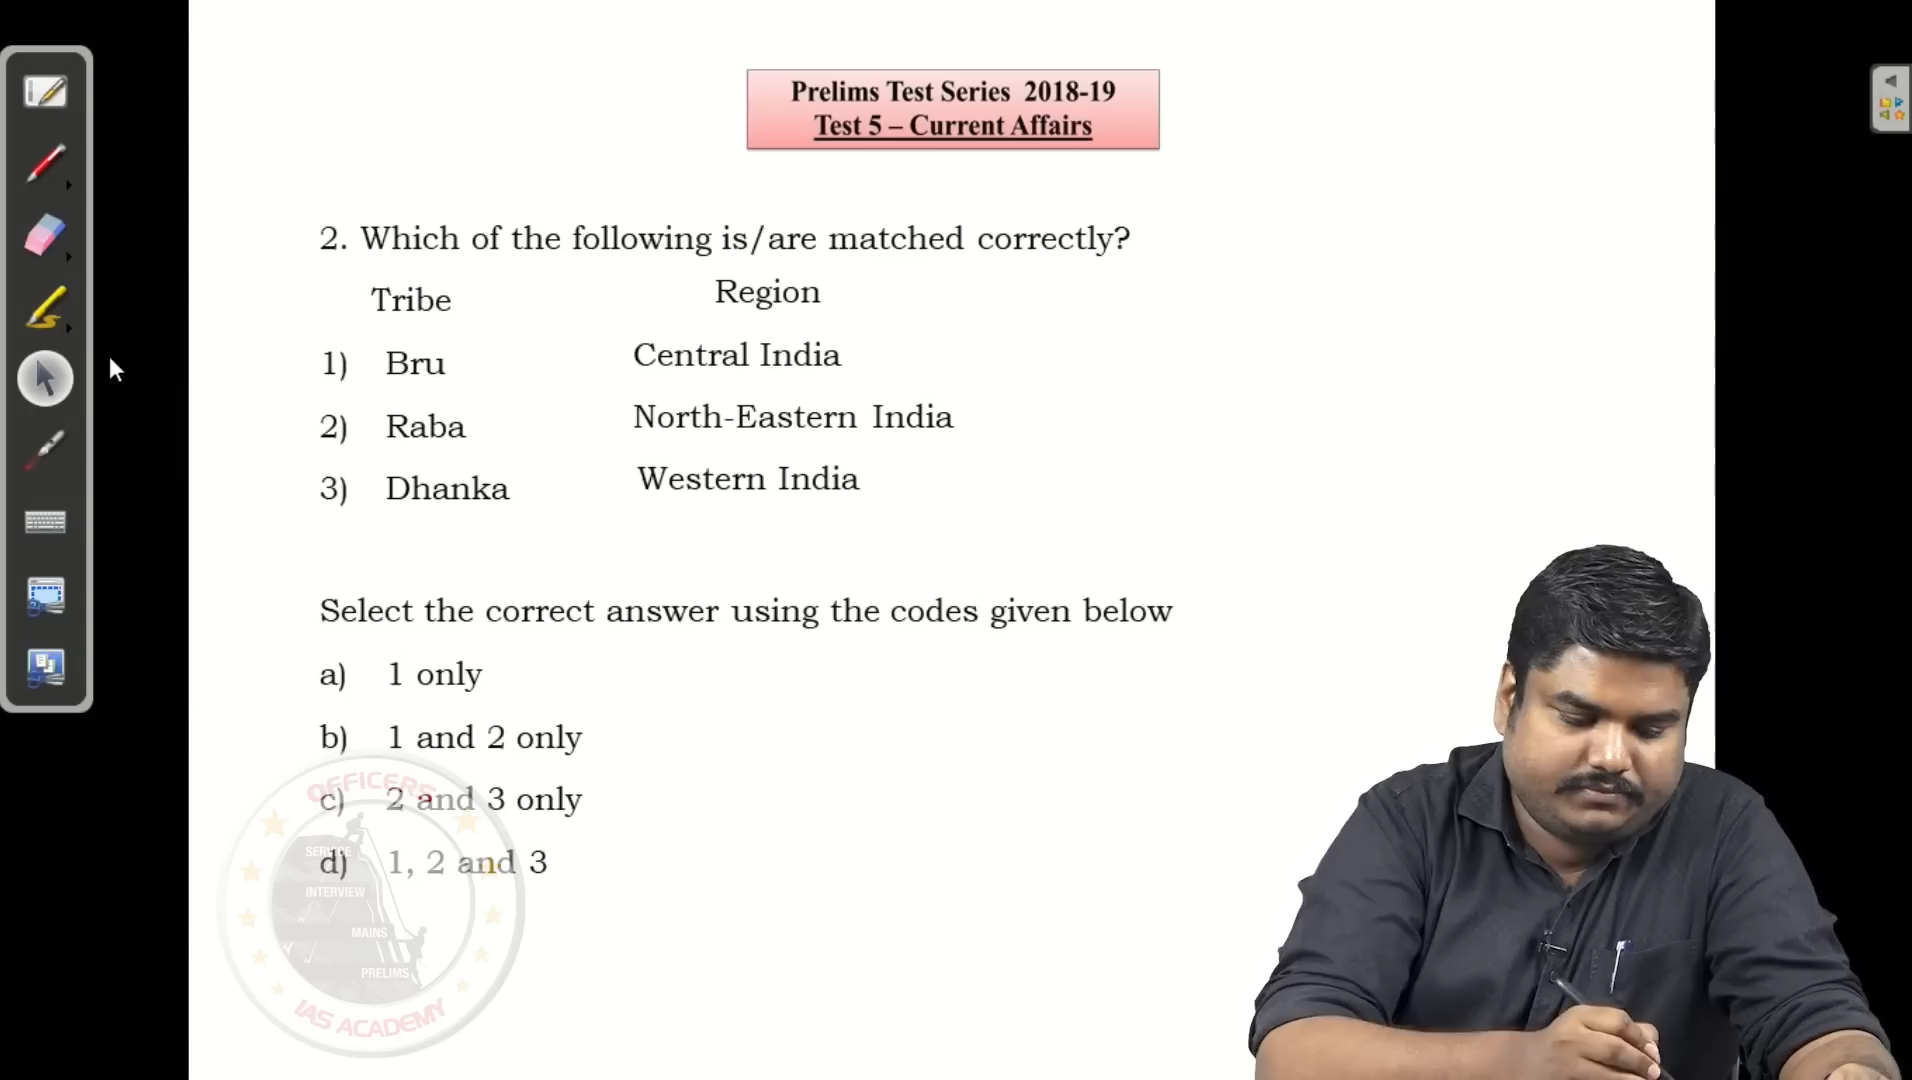 Prelims Test Series 2018-19
Test 5 – Current Affairs
2. Which of the following is/are matched correctly?
Tribe Region
1) Bru Central India
2) Raba North-Eastern India
3) Dhanka Western India
Select the correct answer using the codes given below
a) 1 only
b) 1 and 2 only
c) 2 and 3 only
d) 1, 2 and 3
OFFICERS
SERVICE
INTERVIEW
MAINS
PRELIMS
IAS ACADEMY